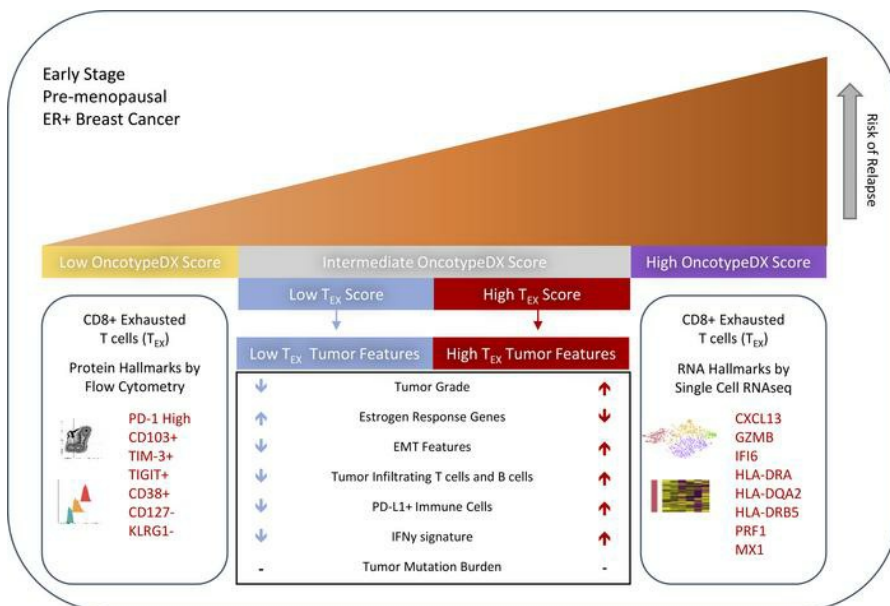 Early Stage
Pre-menopausal
ER+ Breast Cancer
Risk of Relapse
Low OncotypeDX Score
Intermediate OncotypeDX Score
High OncotypeDX Score
Low TEX Score
High TEX Score
Low TEX Tumor Features
High TEX Tumor Features
CD8+ Exhausted
T cells (TEX)
Protein Hallmarks by
Flow Cytometry
PD-1 High
CD103+
TIM-3+
TIGIT+
CD38+
CD127-
KLRG1-
Tumor Grade
Estrogen Response Genes
EMT Features
Tumor Infiltrating T cells and B cells
PD-L1+ Immune Cells
IFNγ signature
- Tumor Mutation Burden -
CD8+ Exhausted
T cells (TEX)
RNA Hallmarks by
Single Cell RNAseq
CXCL13
GZMB
IFI6
HLA-DRA
HLA-DQA2
HLA-DRB5
PRF1
MX1